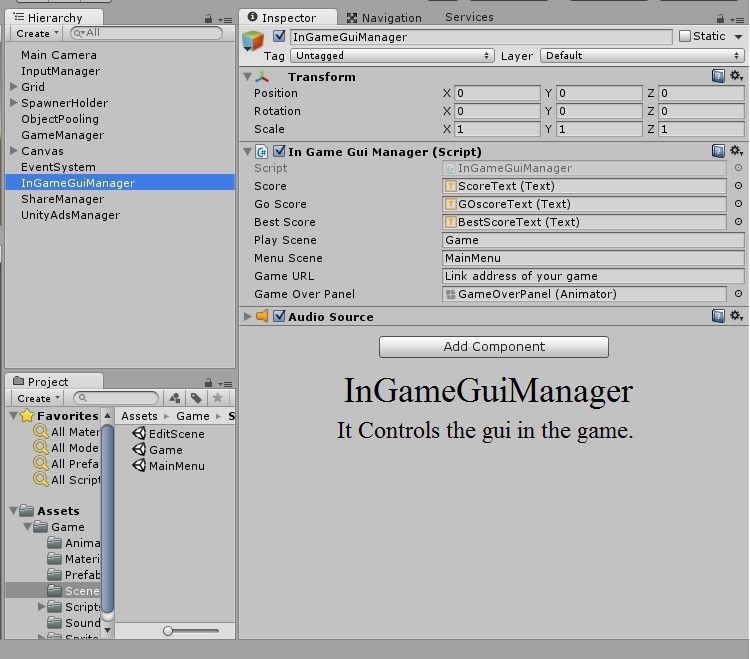 Hierarchy
Create
All
Main Camera
InputManager
Grid
SpawnerHolder
ObjectPooling
GameManager
Canvas
EventSystem
InGameGuiManager
ShareManager
UnityAdsManager
Inspector Navigation Services
InGameGuiManager Static
Tag Untagged Layer Default
Transform
Position X 0 Y 0 Z 0
Rotation X 0 Y 0 Z 0
Scale X 1 Y 1 Z 1
In Game Gui Manager (Script)
Script InGameGuiManager
Score ScoreText (Text)
Go Score GOscoreText (Text)
Best Score BestScoreText (Text)
Play Scene Game
Menu Scene MainMenu
Game URL Link address of your game
Game Over Panel GameOverPanel (Animator)
Audio Source
Add Component
InGameGuiManager
It Controls the gui in the game.
Project
Create
Favorites
All Mater
All Mode
All Prefa
All Script
Assets
Game
Anima
Materi
Prefab
Scene
Scripts
Sound
Sprite
Assets Game S
EditScene
Game
MainMenu